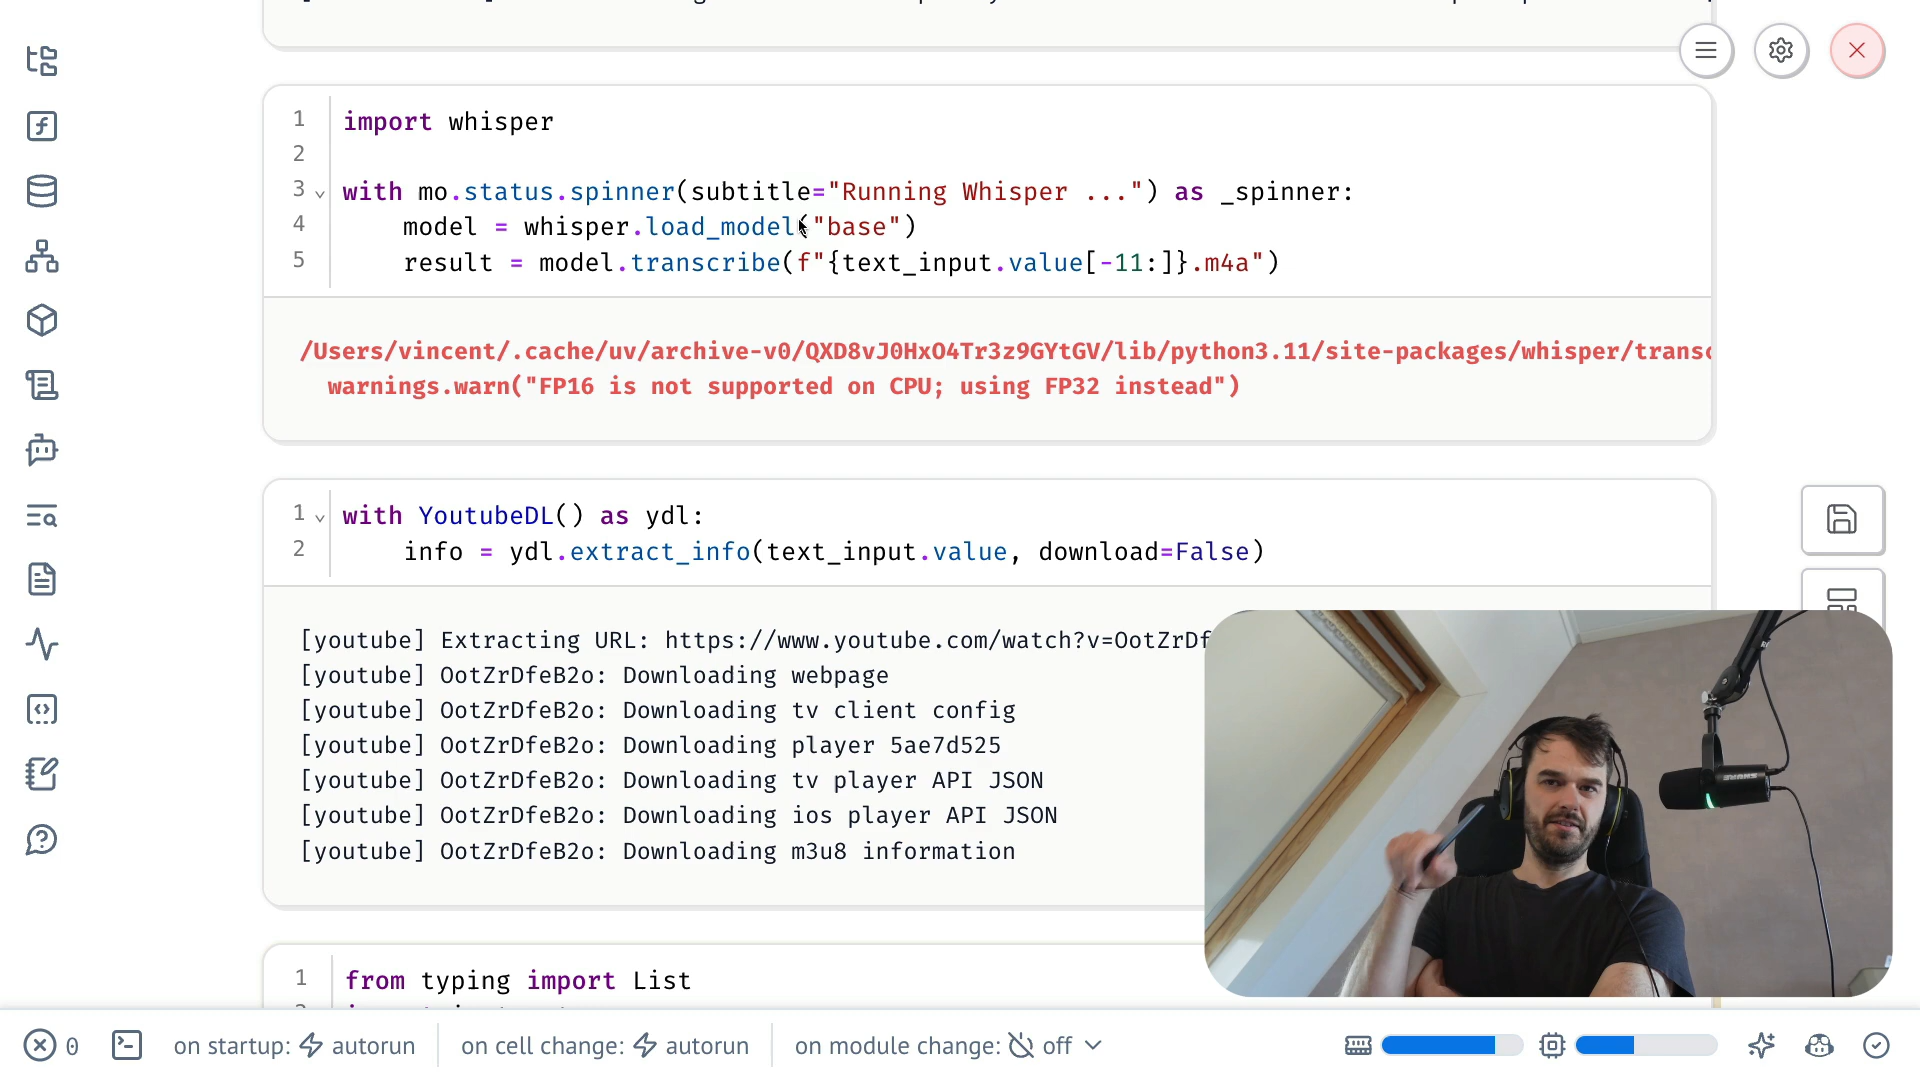 1 import whisper
2
3 with mo.status.spinner(subtitle="Running Whisper ...") as _spinner:
4 model = whisper.load_model("base")
5 result = model.transcribe(f"{text_input.value[-11:]}.m4a")
/Users/vincent/.cache/uv/archive-v0/QXD8vJ0HxO4Tr3z9GYtGV/lib/python3.11/site-packages/whisper/transc
warnings.warn("FP16 is not supported on CPU; using FP32 instead")
1 with YoutubeDL() as ydl:
2 info = ydl.extract_info(text_input.value, download=False)
[youtube] Extracting URL: https://www.youtube.com/watch?v=OotZrDf
[youtube] OotZrDfeB2o: Downloading webpage
[youtube] OotZrDfeB2o: Downloading tv client config
[youtube] OotZrDfeB2o: Downloading player 5ae7d525
[youtube] OotZrDfeB2o: Downloading tv player API JSON
[youtube] OotZrDfeB2o: Downloading ios player API JSON
[youtube] OotZrDfeB2o: Downloading m3u8 information
1 from typing import List
0 on startup: autorun on cell change: autorun on module change: off